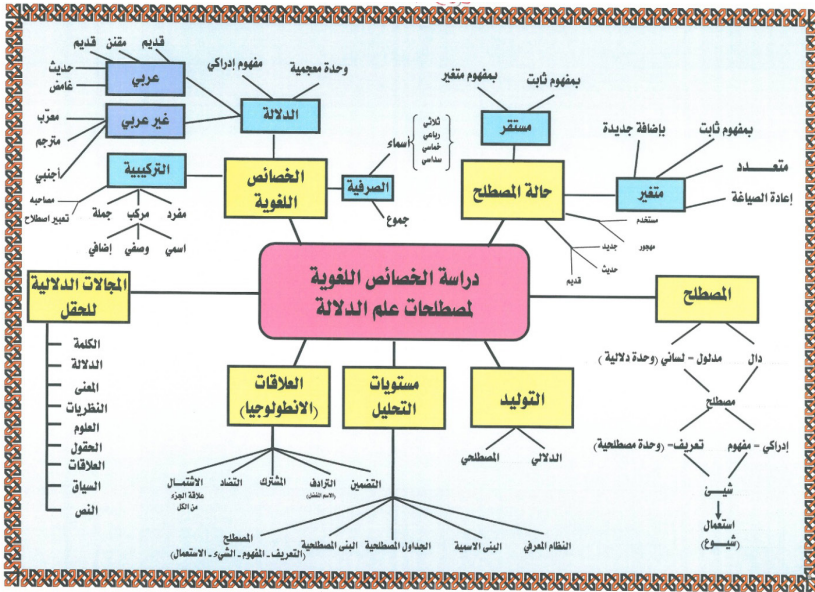 قديم
مقنن
قديم
حديث
غامض
عربي
معرب
مترجم
أجنبي
غير عربي
مفهوم إدراكي
وحدة معجمية
الدلالة
الخصائص
اللغوية
التركيبية
مصاحبه
تعبير اصطلاح
مفرد
مركب
جملة
اسمي
وصفي
إضافي
الصرفية
أسماء
ثلاثي
رباعي
خماسي
سداسي
جموع
بمفهوم متغير
بمفهوم ثابت
مستقر
حالة المصطلح
بإضافة جديدة
بمفهوم ثابت
متعدد
إعادة الصياغة
متغير
مستخدم
مهجور
جديد
حديث
قديم
دراسة الخصائص اللغوية
لمصطلحات علم الدلالة
المصطلح
دال
مدلول - لساني (وحدة دلالية)
مصطلح
إدراكي - مفهوم
تعريف- (وحدة مصطلحية)
شيئ
استعمال
(شيوع)
المجالات الدلالية
للحقل
الكلمة
الدلالة
المعنى
النظريات
العلوم
الحقول
العلاقات
السياق
النص
التوليد
الدلالي
المصطلحي
مستويات
التحليل
النظام المعرفي
البنى الاسمية
الجداول المصطلحية
البنى المصطلحية
المصطلح
(التعريف - المفهوم - الشيء - الاستعمال)
العلاقات
(الانطولوجيا)
التضمين
الترادف
المشترك
التضاد
الاشتمال
علاقة الجزء
من الكل